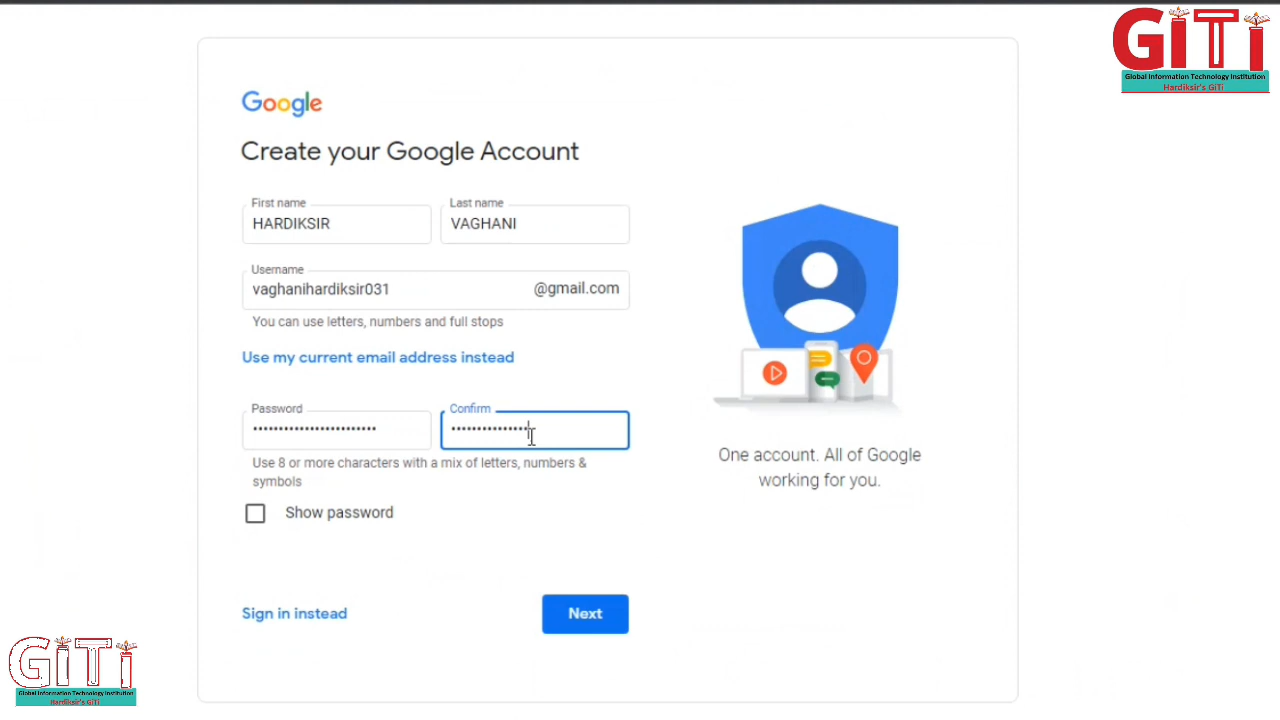 GiTi
Global Information Technology Institution
Hardiksir's GiTi
Google
Create your Google Account
First name
HARDIKSIR
Last name
VAGHANI
Username
vaghanihardiksir031
@gmail.com
You can use letters, numbers and full stops
Use my current email address instead
Password
••••••••••••••••••••••••
Confirm
•••••••••••••••
Use 8 or more characters with a mix of letters, numbers &
symbols
Show password
One account. All of Google
working for you.
Sign in instead
Next
GiTi
Global Information Technology Institution
Hardiksir's GiTi